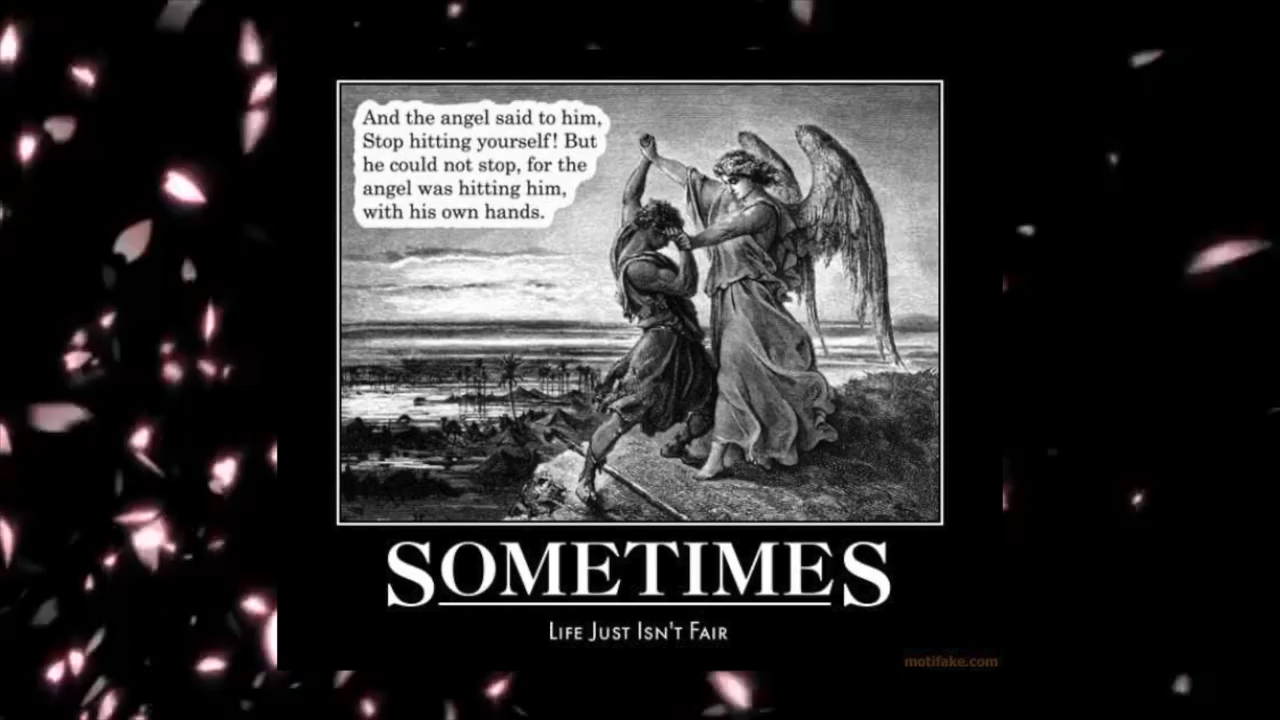 And the angel said to him,
Stop hitting yourself! But
he could not stop, for the
angel was hitting him,
with his own hands.
SOMETIMES
LIFE JUST ISN'T FAIR
motifake.com